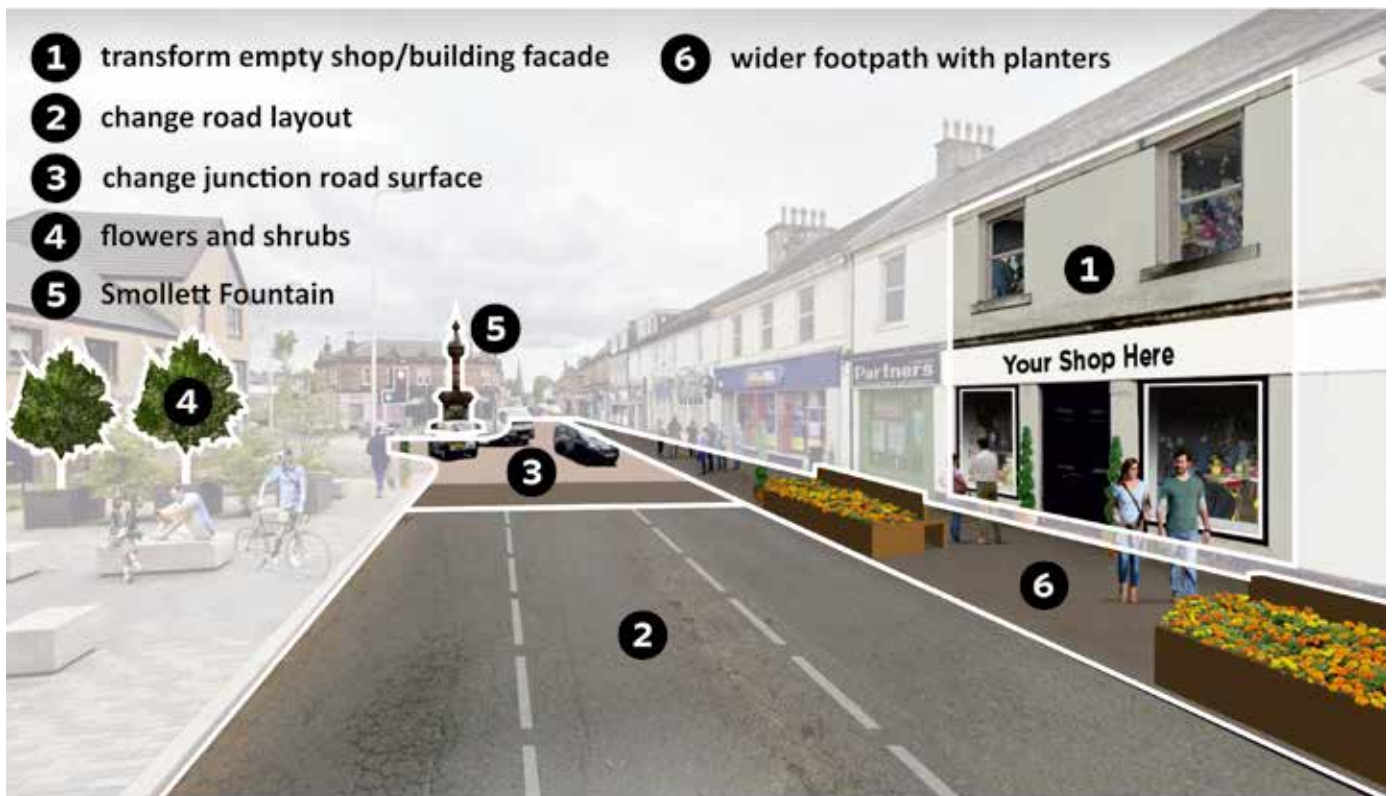 1 transform empty shop/building facade
2 change road layout
3 change junction road surface
4 flowers and shrubs
5 Smollett Fountain
6 wider footpath with planters
5
1
Your Shop Here
Partners
4
3
6
2